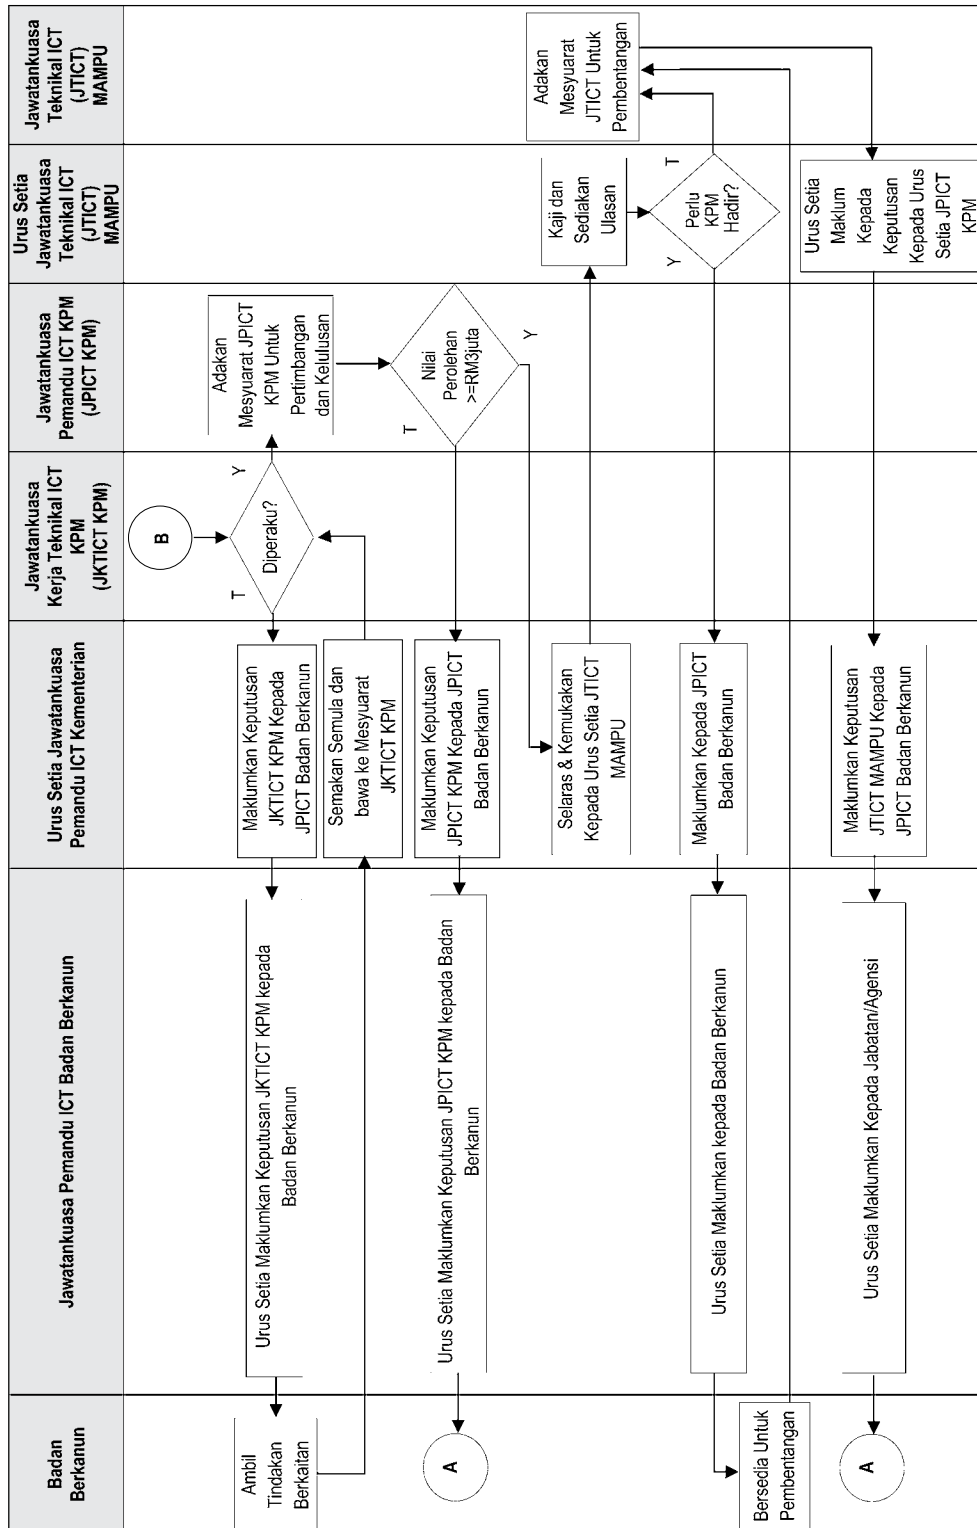 Badan
Berkanun
Jawatankuasa Pemandu ICT Badan Berkanun
Urus Setia Jawatankuasa
Pemandu ICT Kementerian
Jawatankuasa
Kerja Teknikal ICT
KPM
(JKTICT KPM)
Jawatankuasa
Pemandu ICT KPM
(JPICT KPM)
Urus Setia
Jawatankuasa
Teknikal ICT
(JTICT)
MAMPU
Jawatankuasa
Teknikal ICT
(JTICT)
MAMPU
B
Diperaku?
T
Y
Maklumkan Keputusan
JKTICT KPM Kepada
JPICT Badan Berkanun
Urus Setia Maklumkan Keputusan JKTICT KPM kepada
Badan Berkanun
Ambil
Tindakan
Berkaitan
Semakan Semula dan
bawa ke Mesyuarat
JKTICT KPM
Adakan
Mesyuarat JPICT
KPM Untuk
Pertimbangan
dan Kelulusan
Nilai
Perolehan
>=RM3juta
T
Y
Maklumkan Keputusan
JPICT KPM Kepada JPICT
Badan Berkanun
Urus Setia Maklumkan Keputusan JPICT KPM kepada Badan
Berkanun
A
Selaras & Kemukakan
Kepada Urus Setia JTICT
MAMPU
Kaji dan
Sediakan
Ulasan
Perlu
KPM
Hadir?
Y
T
Adakan
Mesyuarat
JTICT Untuk
Pembentangan
Maklumkan Kepada JPICT
Badan Berkanun
Urus Setia Maklumkan kepada Badan Berkanun
Bersedia Untuk
Pembentangan
Urus Setia
Maklum
Kepada
Keputusan
Kepada Urus
Setia JPICT
KPM
Maklumkan Keputusan
JTICT MAMPU Kepada
JPICT Badan Berkanun
Urus Setia Maklumkan Kepada Jabatan/Agensi
A